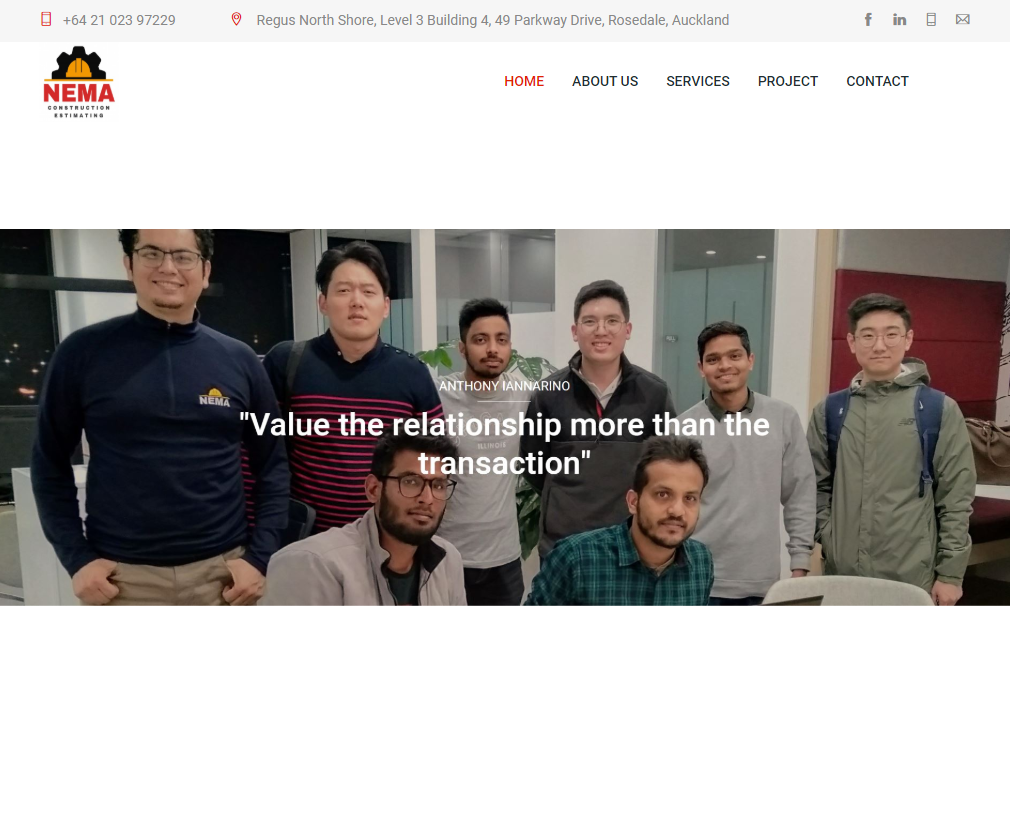 +64 21 023 97229
Regus North Shore, Level 3 Building 4, 49 Parkway Drive, Rosedale, Auckland
NEMA
CONSTRUCTION
ESTIMATING
HOME ABOUT US SERVICES PROJECT CONTACT
NEMA
ANTHONY IANNARINO
"Value the relationship more than the
transaction"
ILLINOIS